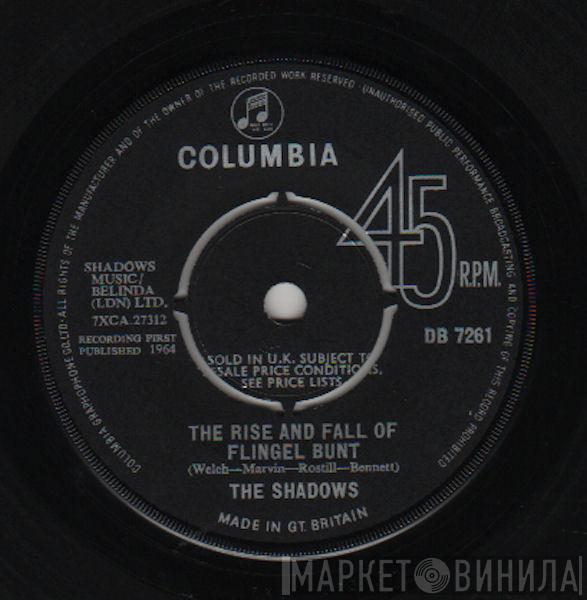 COLUMBIA GRAPHOPHONE CO. LTD · ALL RIGHTS OF THE MANUFACTURER AND OF THE OWNER OF THE RECORDED WORK RESERVED. UNAUTHORISED PUBLIC PERFORMANCE BROADCASTING AND COPYING OF THIS RECORD PROHIBITED
COLUMBIA
45
R.P.M.
SHADOWS
MUSIC/
BELINDA
(LDN) LTD.
7XCA.27312
RECORDING FIRST
PUBLISHED 1964
DB 7261
SOLD IN U.K. SUBJECT
PRICE CONDITIONS,
SEE PRICE LISTS
THE RISE AND FALL OF
FLINGEL BUNT
(Welch—Marvin—Rostill—Bennett)
THE SHADOWS
MADE IN GT. BRITAIN
МАРКЕТ ВИНИЛА